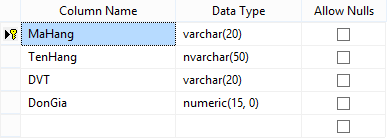 Column Name Data Type Allow Nulls
MaHang varchar(20)
TenHang nvarchar(50)
DVT varchar(20)
DonGia numeric(15, 0)